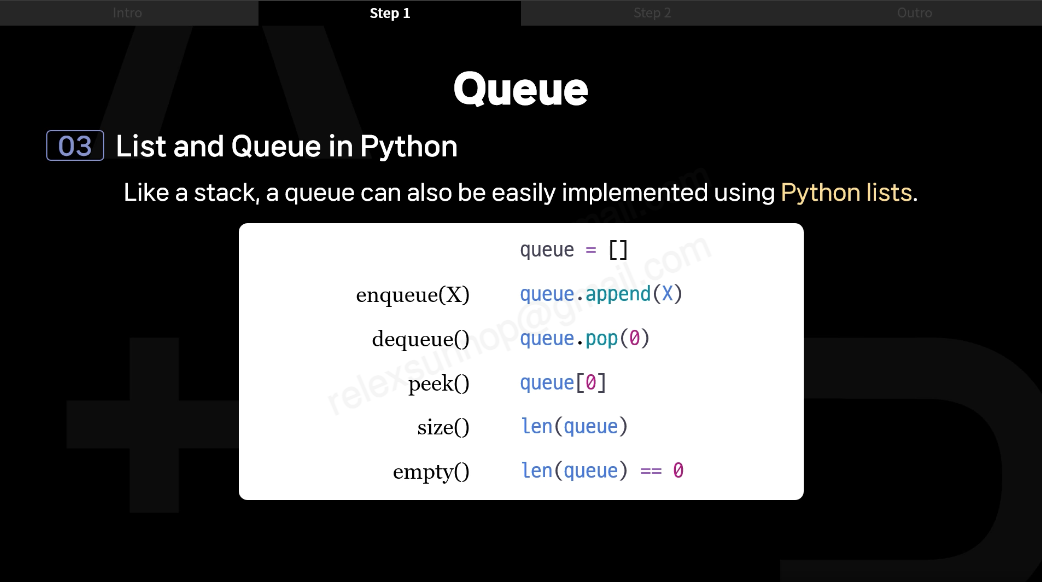 Intro
Step 1
Step 2
Outro
Queue
03 List and Queue in Python
Like a stack, a queue can also be easily implemented using Python lists.
queue = []
enqueue(X) queue.append(X)
dequeue() queue.pop(0)
peek() queue[0]
size() len(queue)
empty() len(queue) == 0
relexsunhop@gmail.com